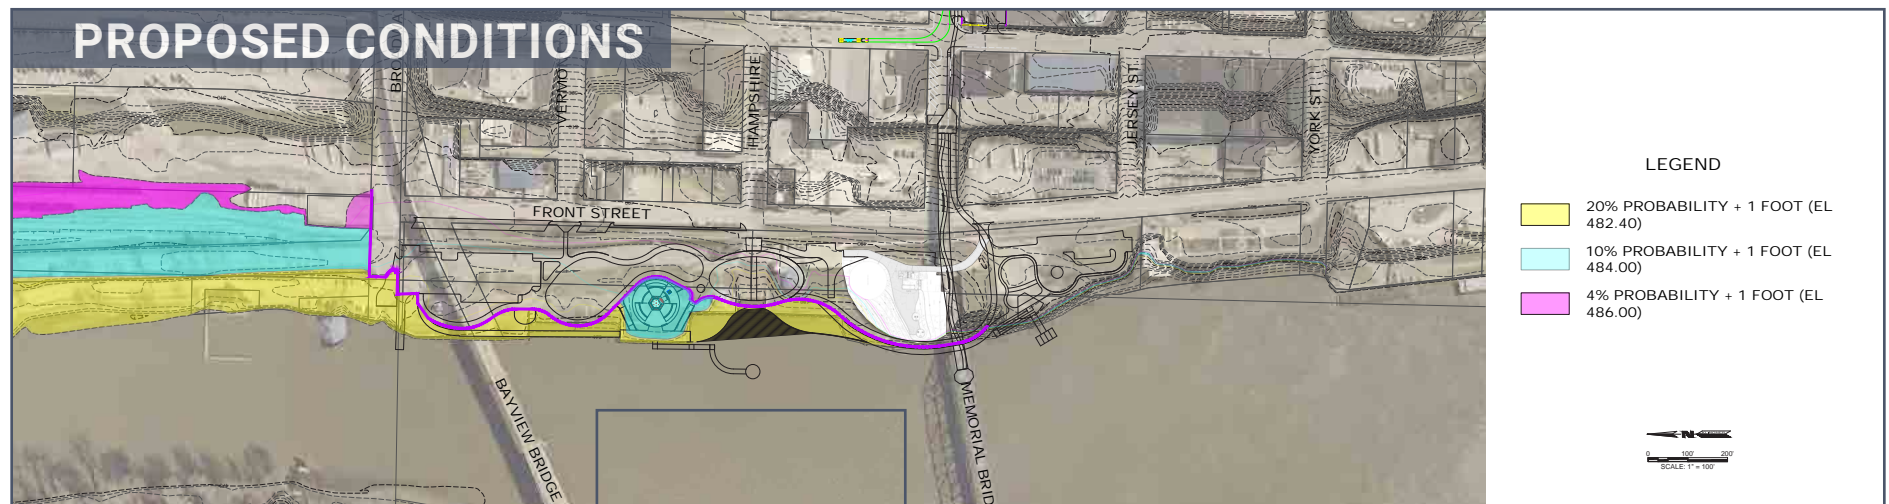 PROPOSED CONDITIONS
HAMPSHIRE
JERSEY ST.
YORK ST.
FRONT STREET
BAYVIEW BRIDGE
MEMORIAL BRID
LEGEND
20% PROBABILITY + 1 FOOT (EL
482.40)
10% PROBABILITY + 1 FOOT (EL
484.00)
4% PROBABILITY + 1 FOOT (EL
486.00)
N
0 100' 200'
SCALE: 1" = 100'